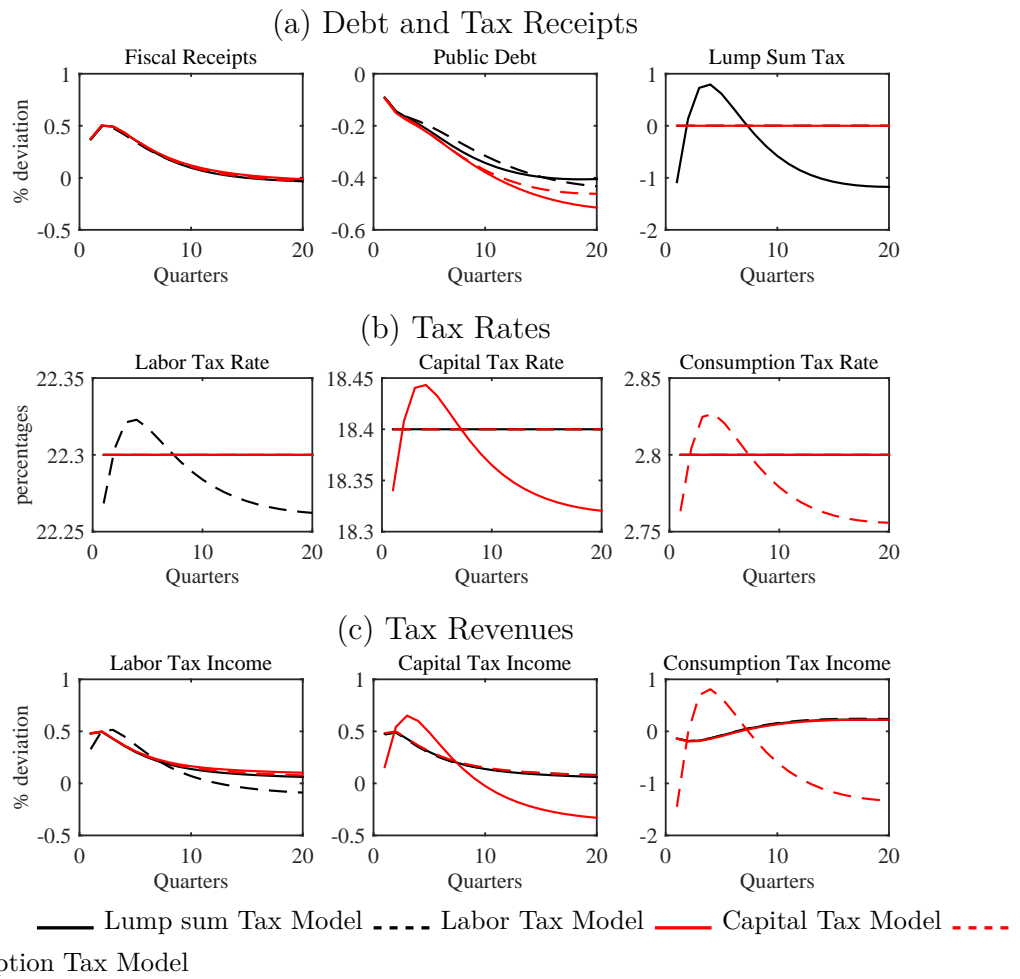 (a) Debt and Tax Receipts
Fiscal Receipts Public Debt Lump Sum Tax
% deviation
1 0.5 0 -0.5
0 -0.2 -0.4 -0.6
1 0 -1 -2
0 10 20 0 10 20 0 10 20
Quarters Quarters Quarters
(b) Tax Rates
Labor Tax Rate Capital Tax Rate Consumption Tax Rate
percentages
22.35 22.3 22.25
18.45 18.4 18.35 18.3
2.85 2.8 2.75
0 10 20 0 10 20 0 10 20
Quarters Quarters Quarters
(c) Tax Revenues
Labor Tax Income Capital Tax Income Consumption Tax Income
% deviation
1 0.5 0 -0.5
1 0.5 0 -0.5
1 0 -1 -2
0 10 20 0 10 20 0 10 20
Quarters Quarters Quarters
Lump sum Tax Model Labor Tax Model Capital Tax Model
ption Tax Model